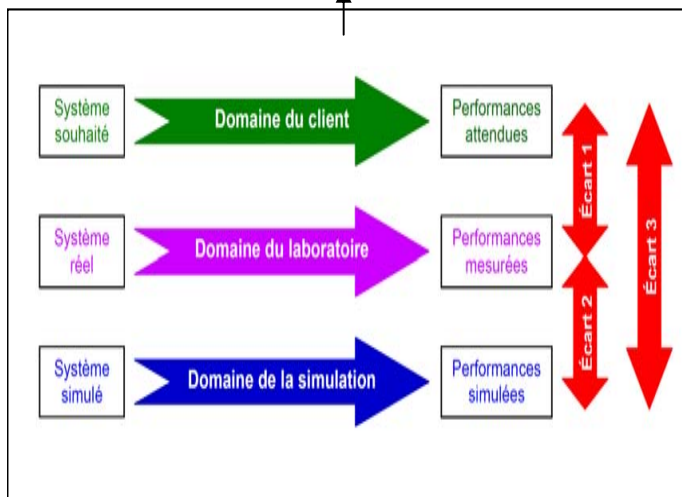 Système
souhaité
Domaine du client
Performances
attendues
Écart 1
Écart 3
Système
réel
Domaine du laboratoire
Performances
mesurées
Écart 2
Système
simulé
Domaine de la simulation
Performances
simulées